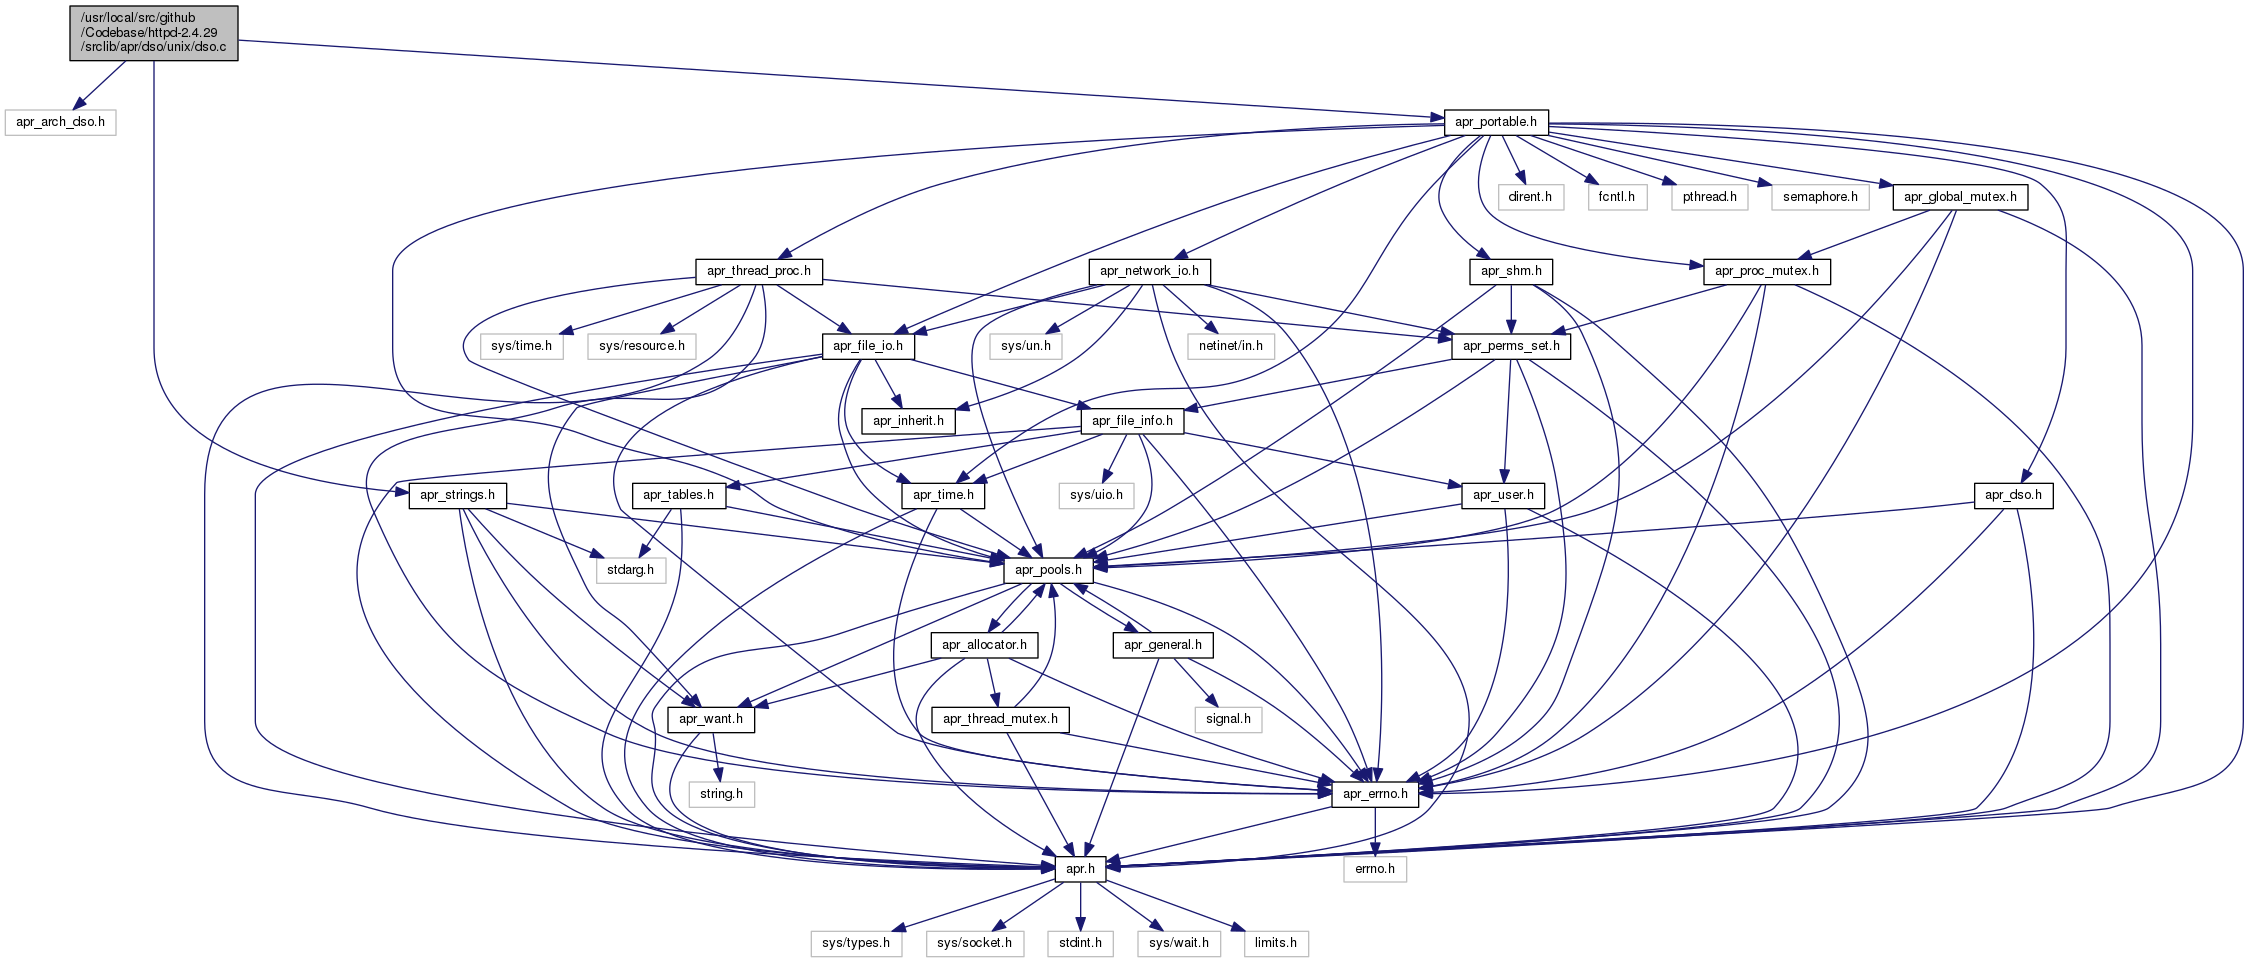 /usr/local/src/github
/Codebase/httpd-2.4.29
/srclib/apr/dso/unix/dso.c
apr_arch_dso.h
apr_portable.h
dirent.h
fcntl.h
pthread.h
semaphore.h
apr_global_mutex.h
apr_thread_proc.h
apr_network_io.h
apr_shm.h
apr_proc_mutex.h
sys/time.h
sys/resource.h
apr_file_io.h
sys/un.h
netinet/in.h
apr_perms_set.h
apr_inherit.h
apr_file_info.h
apr_strings.h
apr_tables.h
apr_time.h
sys/uio.h
apr_user.h
apr_dso.h
stdarg.h
apr_pools.h
apr_allocator.h
apr_general.h
apr_want.h
apr_thread_mutex.h
signal.h
string.h
apr_errno.h
apr.h
errno.h
sys/types.h
sys/socket.h
stdint.h
sys/wait.h
limits.h